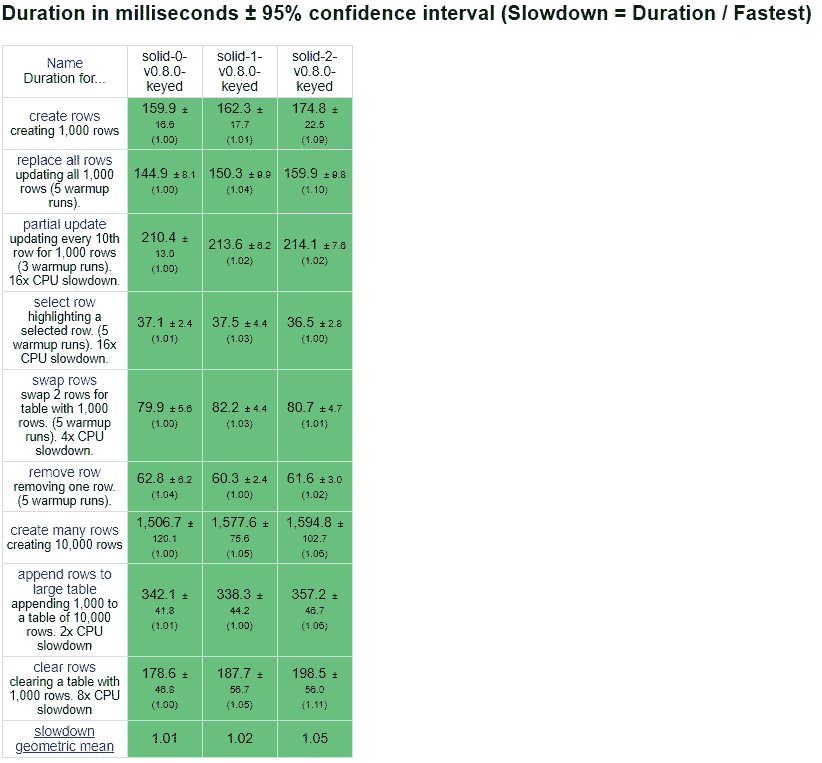 Duration in milliseconds ± 95% confidence interval (Slowdown = Duration / Fastest)
Name
Duration for...
solid-0-
v0.8.0-
keyed
solid-1-
v0.8.0-
keyed
solid-2-
v0.8.0-
keyed
create rows
creating 1,000 rows
159.9 ±
16.6
(1.00)
162.3 ±
17.7
(1.01)
174.8 ±
22.5
(1.09)
replace all rows
updating all 1,000
rows (5 warmup
runs).
144.9 ± 8.1
(1.00)
150.3 ± 9.9
(1.04)
159.9 ± 9.8
(1.10)
partial update
updating every 10th
row for 1,000 rows
(3 warmup runs).
16x CPU slowdown.
210.4 ±
13.0
(1.00)
213.6 ± 8.2
(1.02)
214.1 ± 7.6
(1.02)
select row
highlighting a
selected row. (5
warmup runs). 16x
CPU slowdown.
37.1 ± 2.4
(1.01)
37.5 ± 4.4
(1.03)
36.5 ± 2.8
(1.00)
swap rows
swap 2 rows for
table with 1,000
rows. (5 warmup
runs). 4x CPU
slowdown.
79.9 ± 5.6
(1.00)
82.2 ± 4.4
(1.03)
80.7 ± 4.7
(1.01)
remove row
removing one row.
(5 warmup runs).
62.8 ± 6.2
(1.04)
60.3 ± 2.4
(1.00)
61.6 ± 3.0
(1.02)
create many rows
creating 10,000 rows
1,506.7 ±
120.1
(1.00)
1,577.6 ±
75.6
(1.05)
1,594.8 ±
102.7
(1.06)
append rows to
large table
appending 1,000 to
a table of 10,000
rows. 2x CPU
slowdown
342.1 ±
41.8
(1.01)
338.3 ±
44.2
(1.00)
357.2 ±
46.7
(1.06)
clear rows
clearing a table with
1,000 rows. 8x CPU
slowdown
178.6 ±
46.8
(1.00)
187.7 ±
56.7
(1.05)
198.5 ±
56.0
(1.11)
slowdown
geometric mean
1.01
1.02
1.05